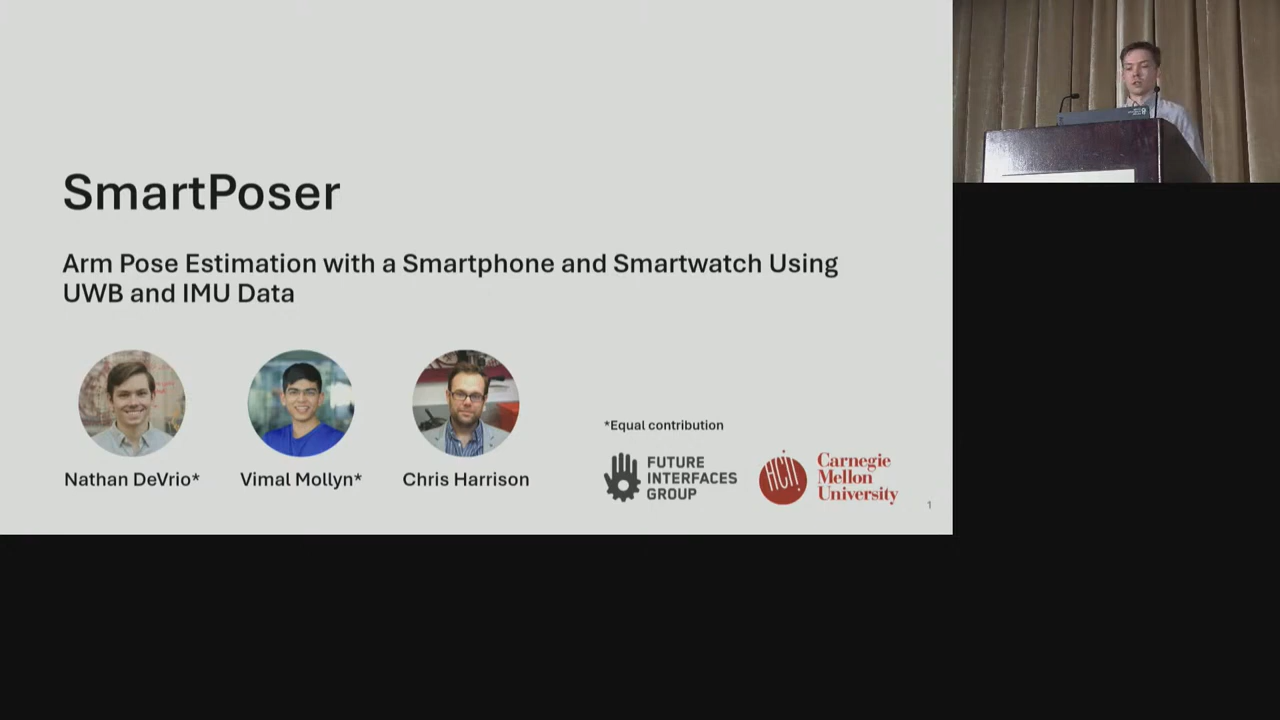 SmartPoser
Arm Pose Estimation with a Smartphone and Smartwatch Using
UWB and IMU Data
Nathan DeVrio*
Vimal Mollyn*
Chris Harrison
*Equal contribution
FUTURE
INTERFACES
GROUP
HCII
Carnegie
Mellon
University
1